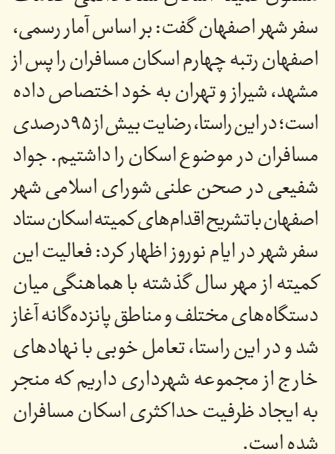 سفر شهر اصفهان گفت: بر اساس آمار رسمی،
اصفهان رتبه چهارم اسکان مسافران را پس از
مشهد، شیراز و تهران به خود اختصاص داده
است؛ در این راستا، رضایت بیش از ۹۵درصدی
مسافران در موضوع اسکان را داشتیم. جواد
شفیعی در صحن علنی شورای اسلامی شهر
اصفهان باتشریح اقدام‌های کمیته اسکان ستاد
سفر شهر در ایام نوروز اظهار کرد: فعالیت این
کمیته از مهر سال گذشته با هماهنگی میان
دستگاه‌های مختلف و مناطق پانزده‌گانه آغاز
شد و در این راستا، تعامل خوبی با نهادهای
خارج از مجموعه شهرداری داریم که منجر
به ایجاد ظرفیت حداکثری اسکان مسافران
شده است.